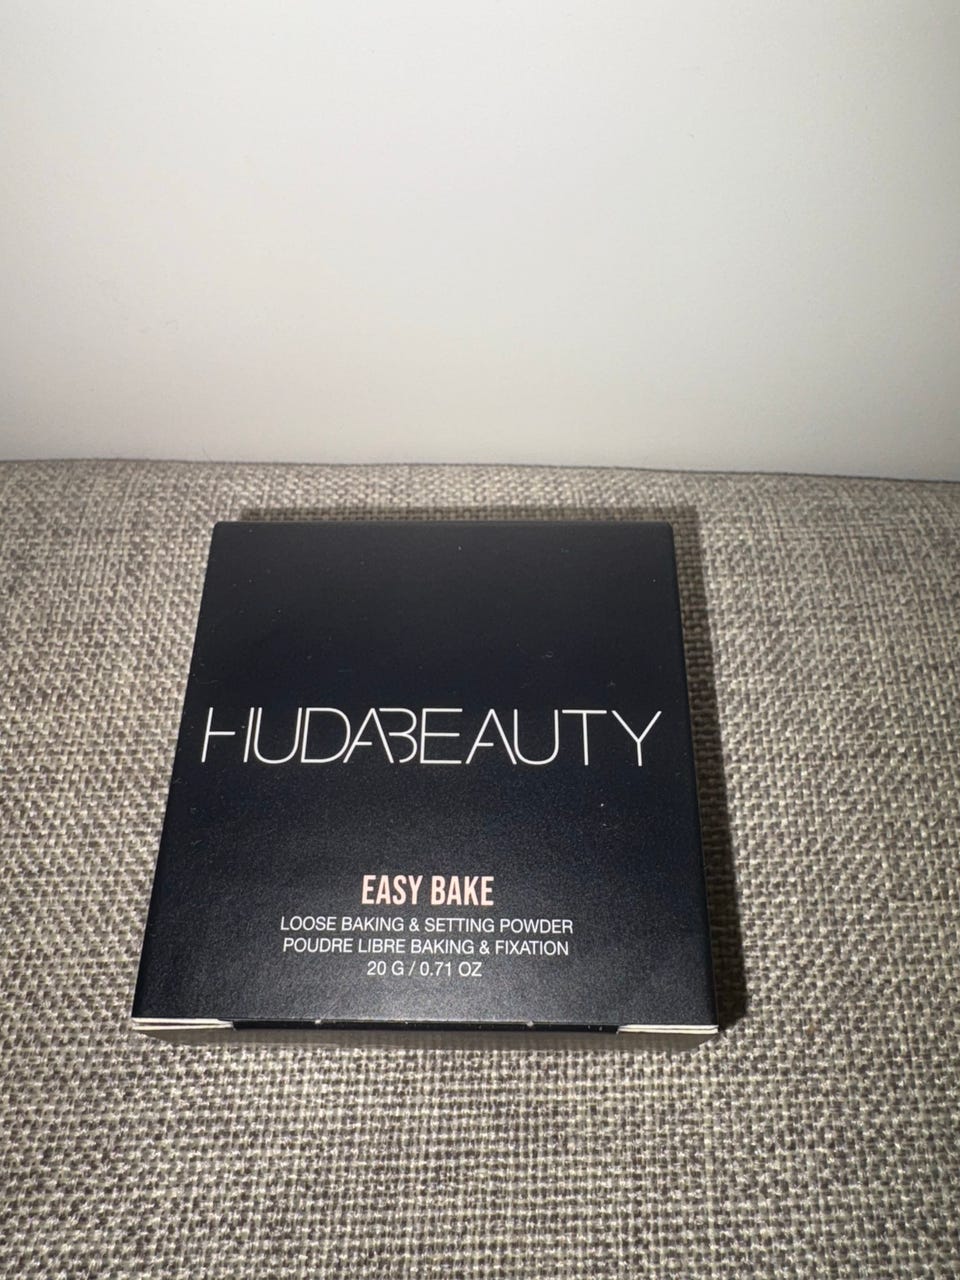 HUDABEAUTY
EASY BAKE
LOOSE BAKING & SETTING POWDER
POUDRE LIBRE BAKING & FIXATION
20 G / 0.71 OZ